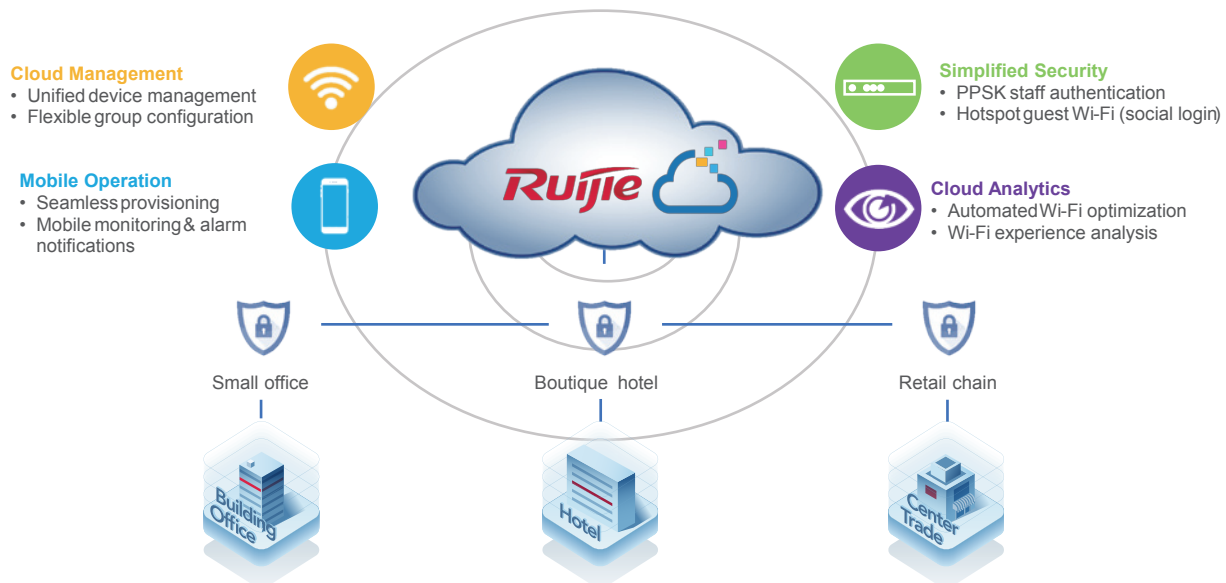 Cloud Management
• Unified device management
• Flexible group configuration
Mobile Operation
• Seamless provisioning
• Mobile monitoring & alarm
notifications
Ruijie
Simplified Security
• PPSK staff authentication
• Hotspot guest Wi-Fi (social login)
Cloud Analytics
• Automated Wi-Fi optimization
• Wi-Fi experience analysis
Small office
Boutique hotel
Retail chain
Building
Office
Hotel
Center
Trade